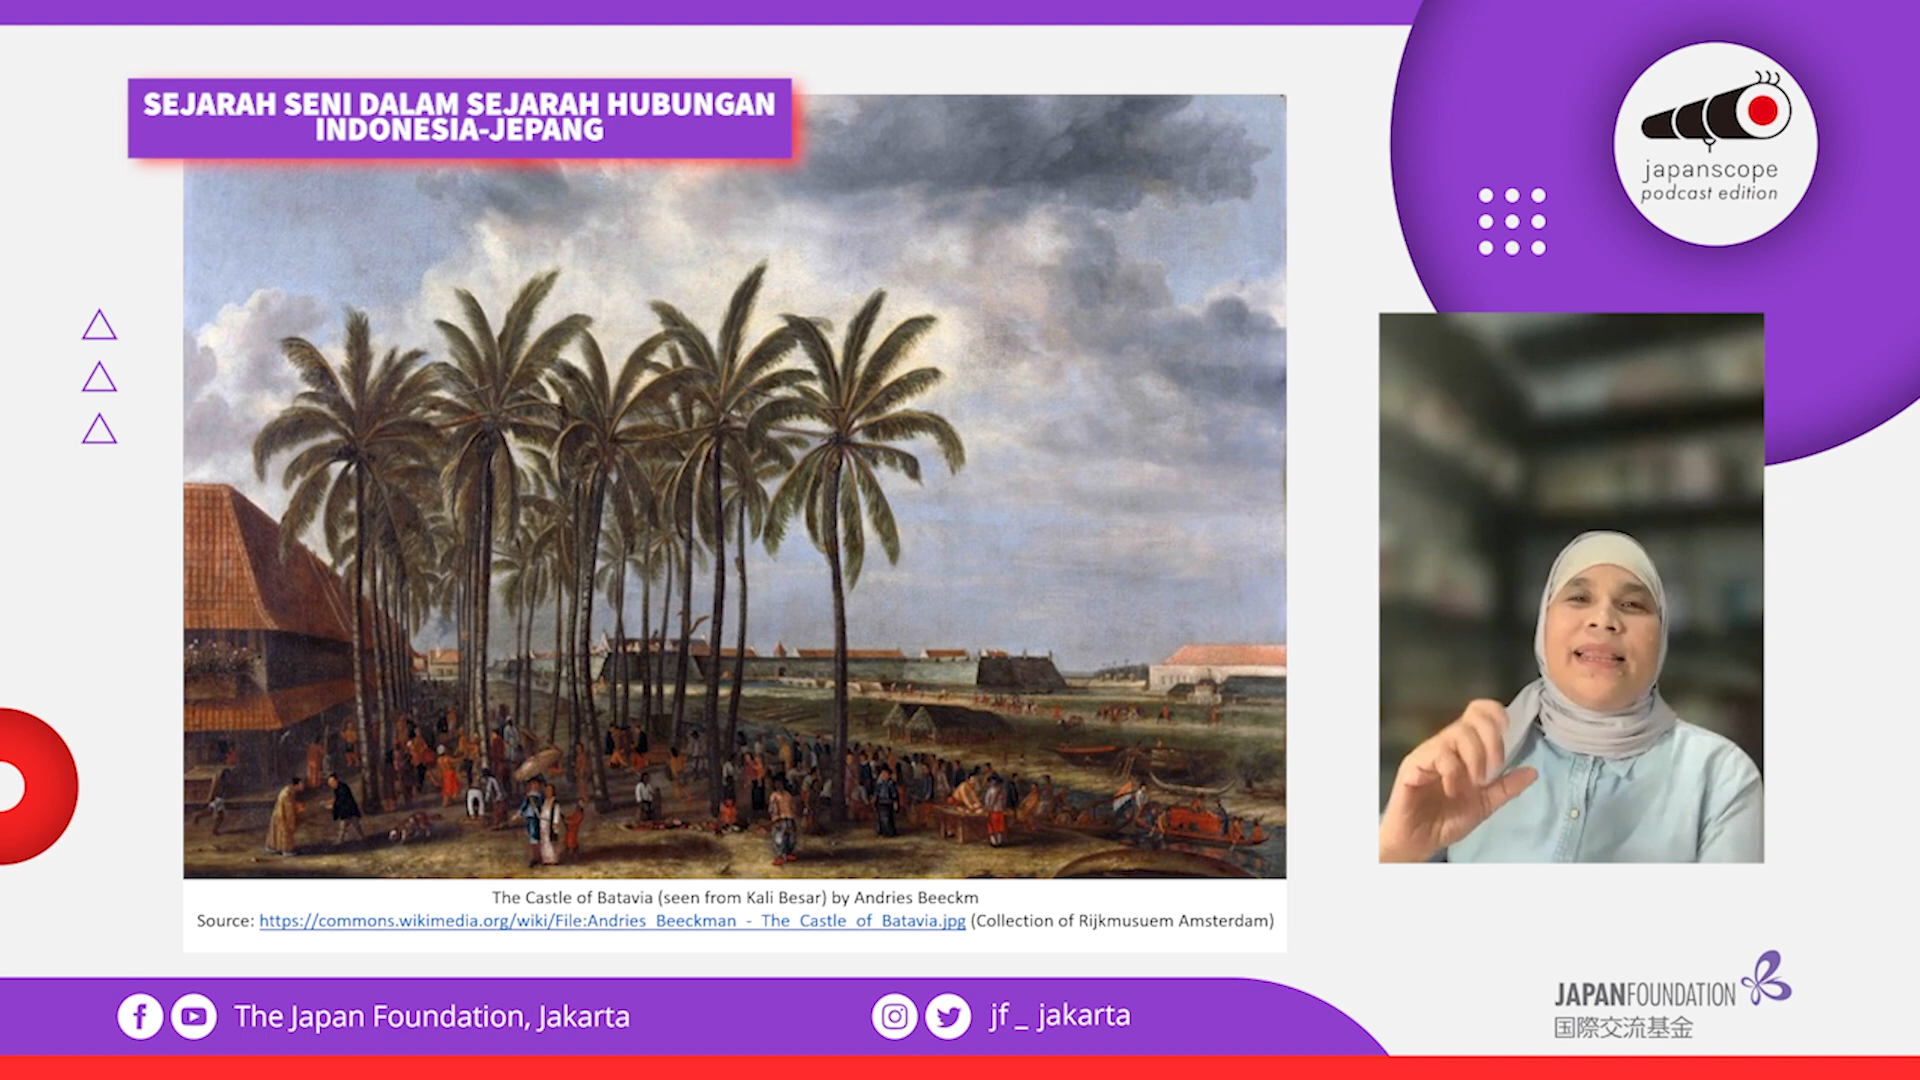 SEJARAH SENI DALAM SEJARAH HUBUNGAN
INDONESIA-JEPANG
japanscope
podcast edition
The Castle of Batavia (seen from Kali Besar) by Andries Beeckm
Source: https://commons.wikimedia.org/wiki/File:Andries_Beeckman_-_The_Castle_of_Batavia.jpg (Collection of Rijkmusuem Amsterdam)
The Japan Foundation, Jakarta
jf_jakarta
JAPANFOUNDATION
国際交流基金